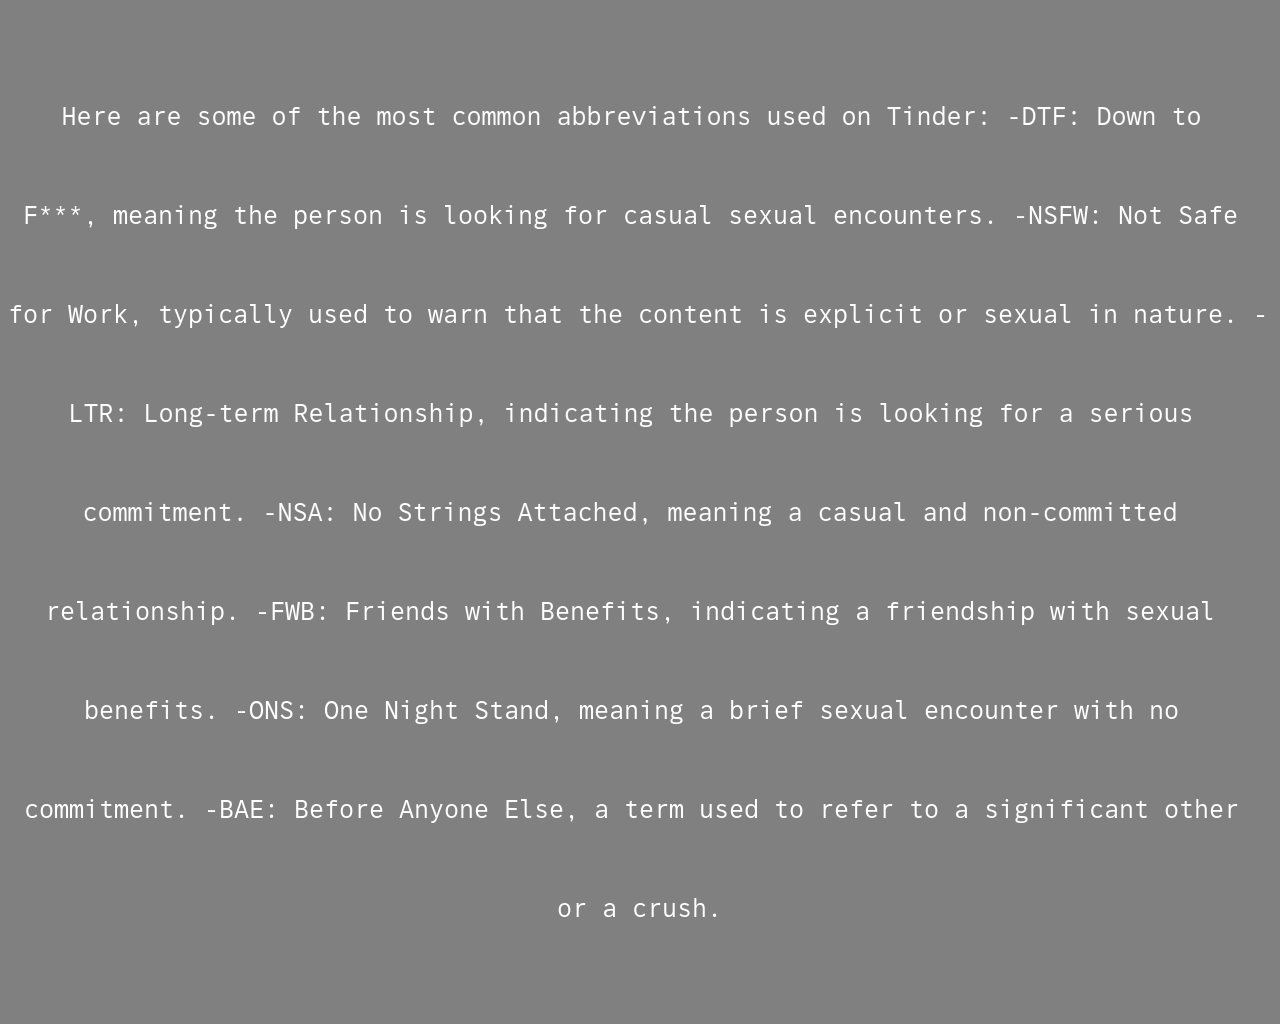 Here are some of the most common abbreviations used on Tinder: -DTF: Down to
F***, meaning the person is looking for casual sexual encounters. -NSFW: Not Safe
for Work, typically used to warn that the content is explicit or sexual in nature. -
LTR: Long-term Relationship, indicating the person is looking for a serious
commitment. -NSA: No Strings Attached, meaning a casual and non-committed
relationship. -FWB: Friends with Benefits, indicating a friendship with sexual
benefits. -ONS: One Night Stand, meaning a brief sexual encounter with no
commitment. -BAE: Before Anyone Else, a term used to refer to a significant other
or a crush.